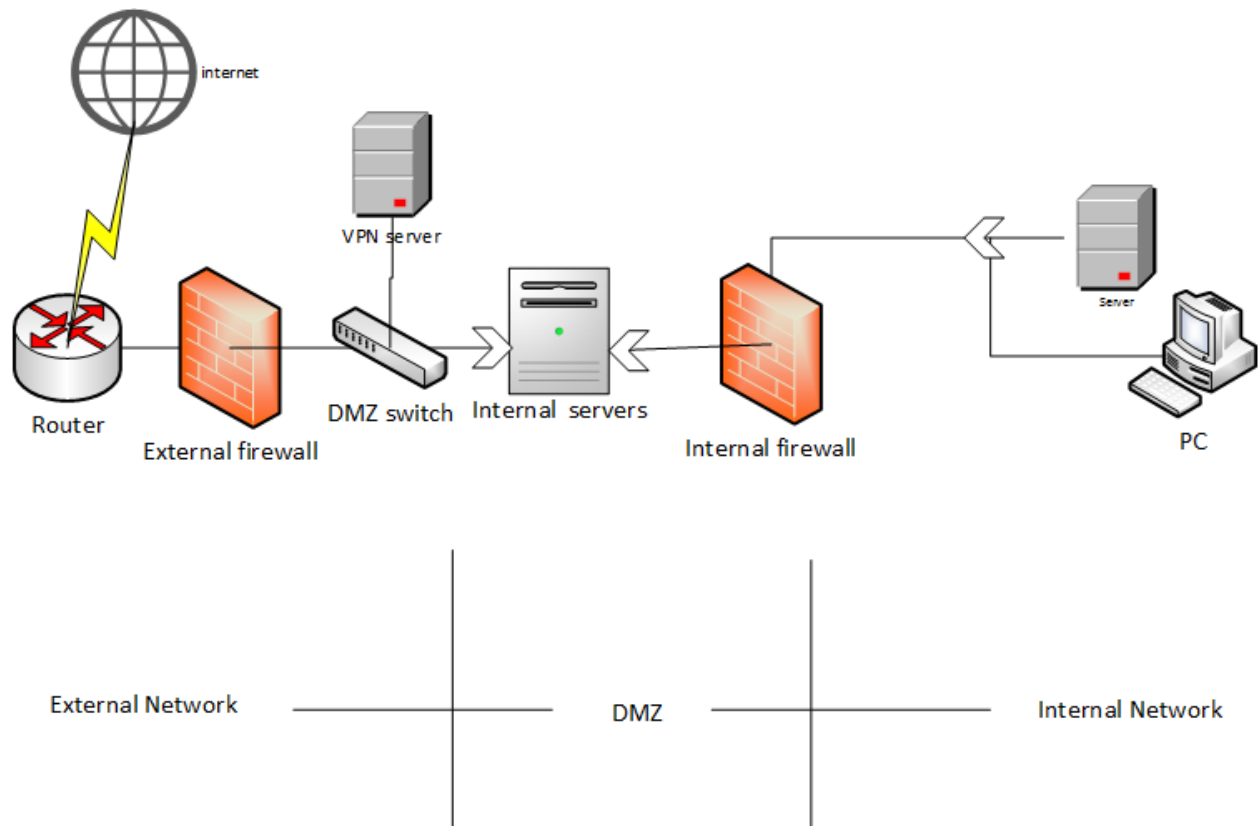 internet
VPN server
Server
Router
External firewall
DMZ switch
Internal servers
Internal firewall
PC
External Network
DMZ
Internal Network